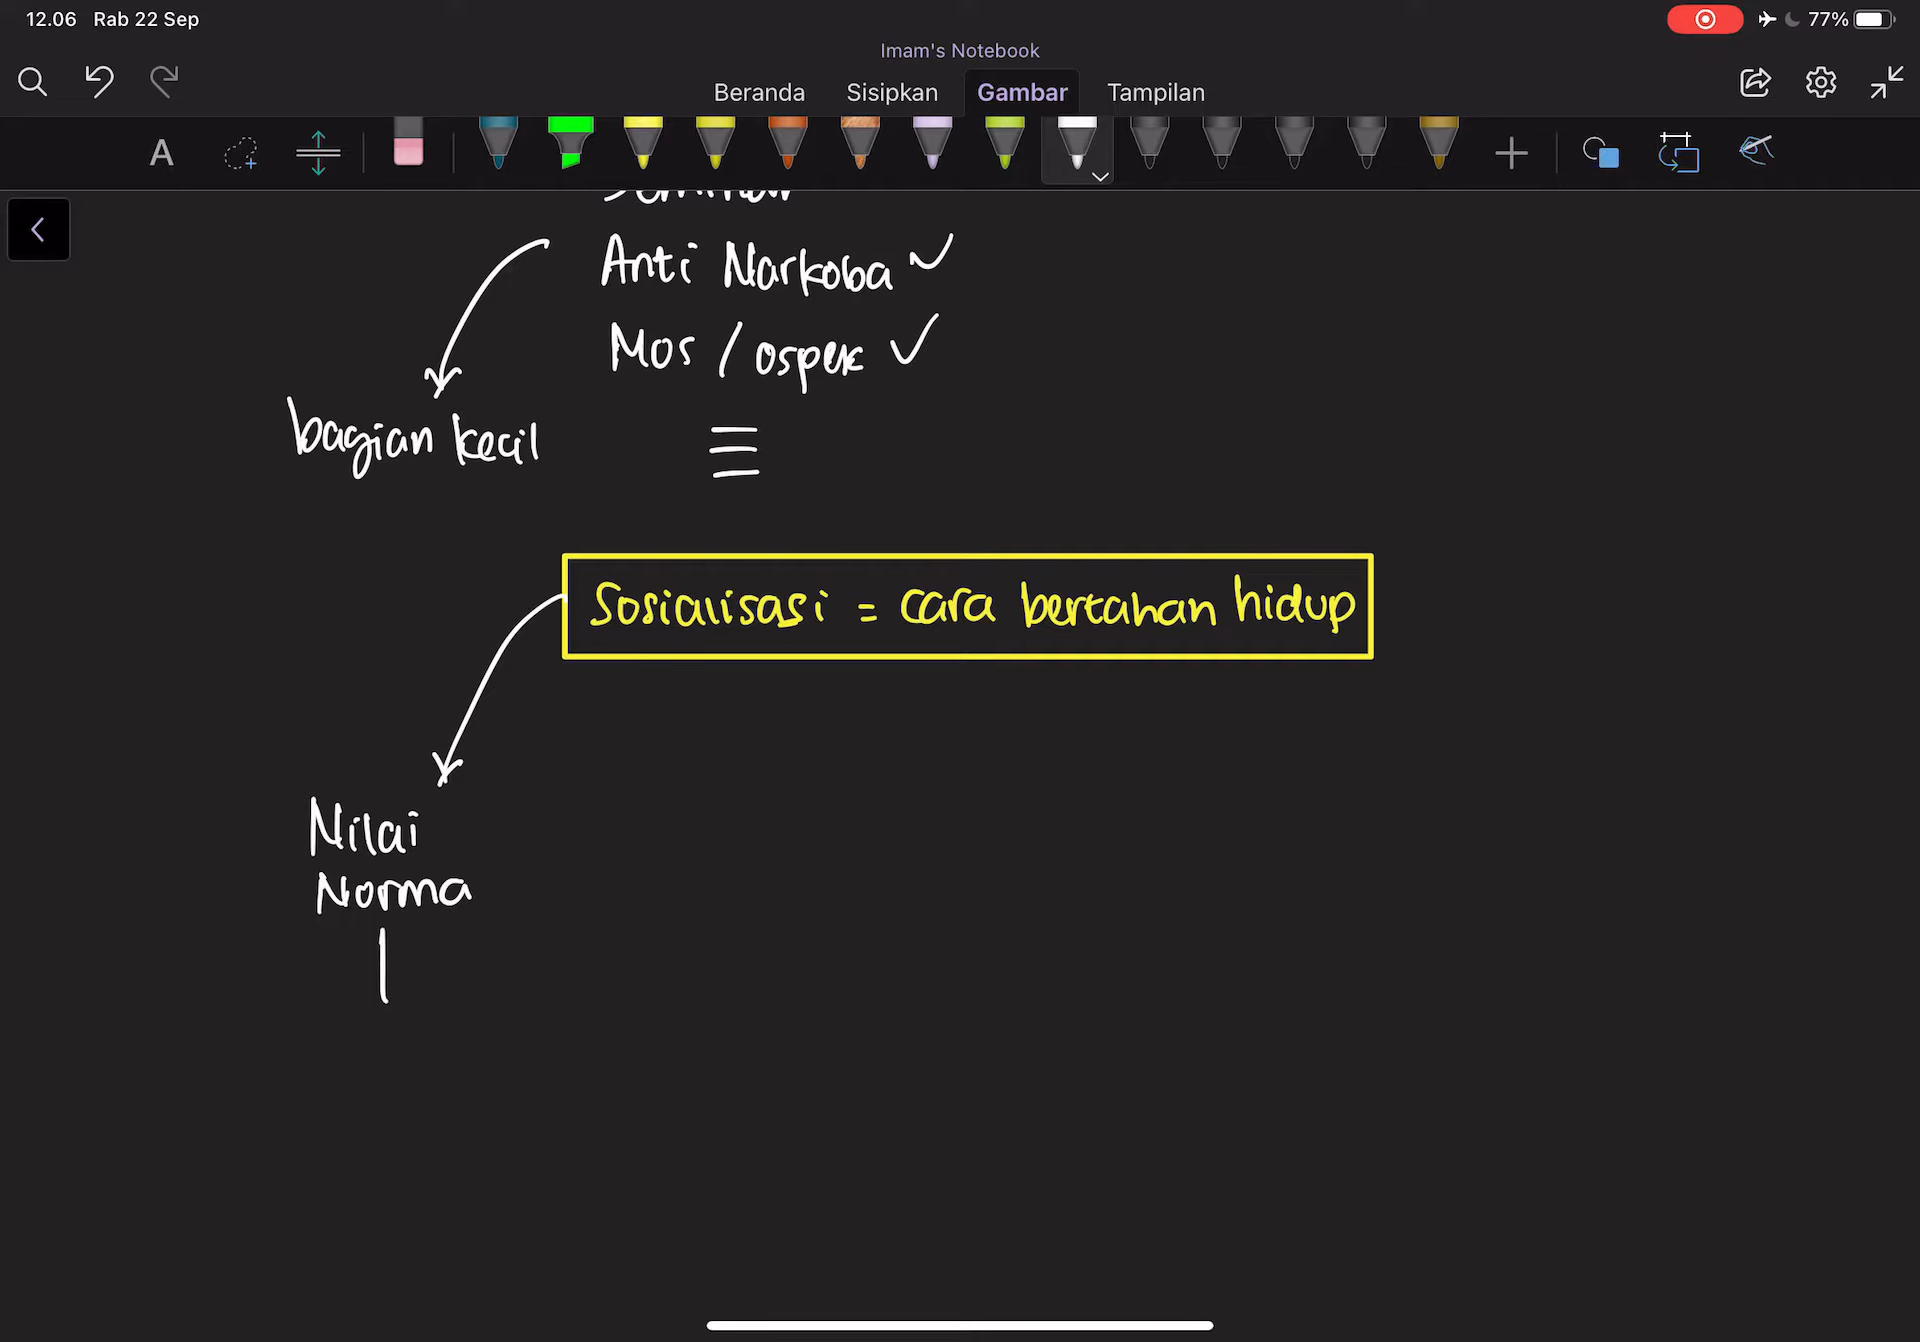 12.06 Rab 22 Sep
77%
Imam's Notebook
Beranda Sisipkan Gambar Tampilan
A
Anti Narkoba
Mos / ospek
bagian kecil
Sosialisasi = cara bertahan hidup
Nilai
Norma